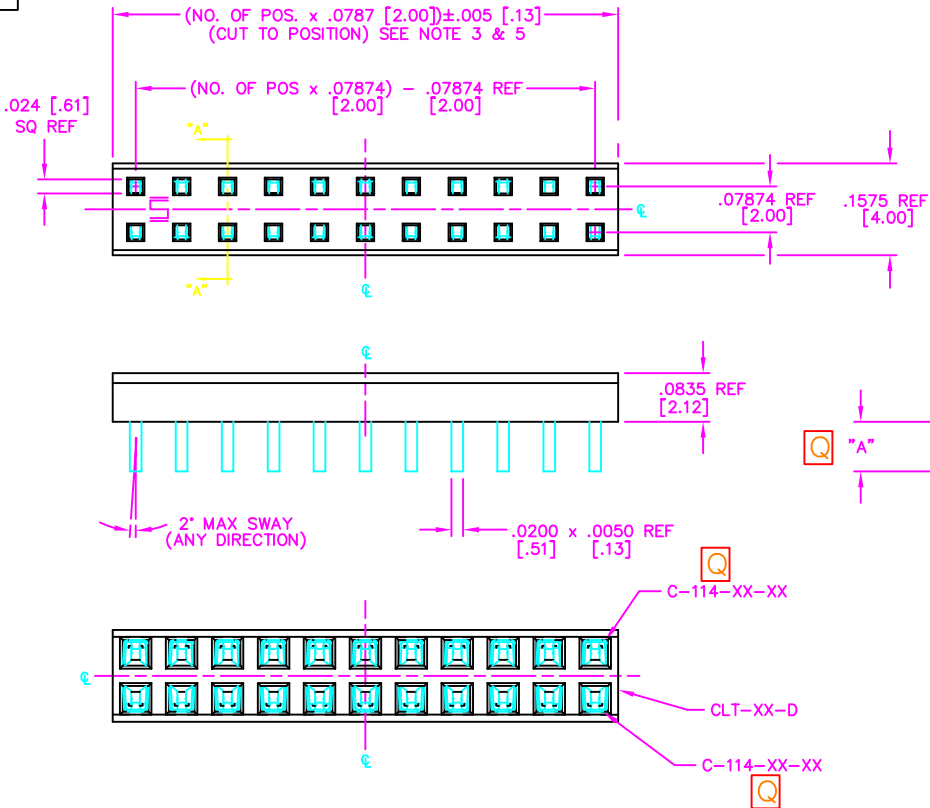 (NO. OF POS. x .0787 [2.00])±.005 [.13]
(CUT TO POSITION) SEE NOTE 3 & 5
(NO. OF POS x .07874) - .07874 REF
[2.00] [2.00]
.024 [.61]
SQ REF
"A"
.07874 REF
[2.00]
.1575 REF
[4.00]
℄
"A"
℄
℄
.0835 REF
[2.12]
Q "A"
2° MAX SWAY
(ANY DIRECTION)
.0200 x .0050 REF
[.51] [.13]
Q
C-114-XX-XX
℄
CLT-XX-D
℄
C-114-XX-XX
Q